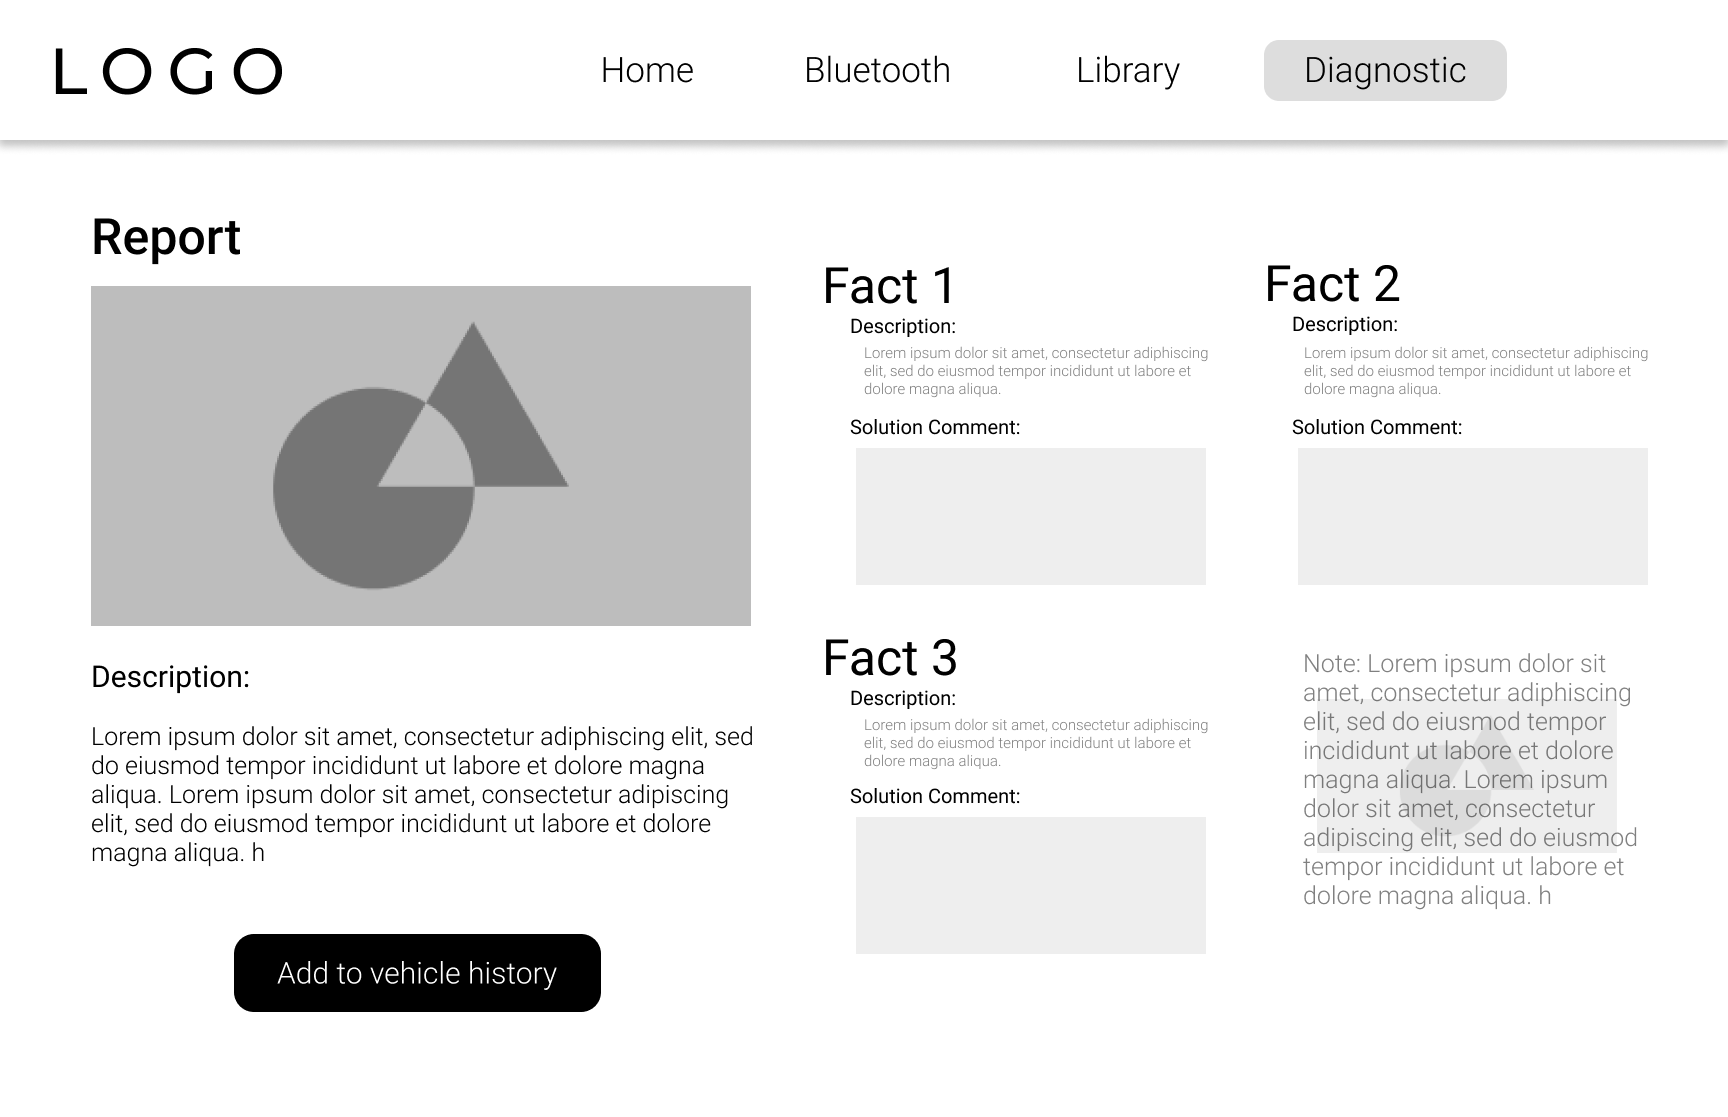 LOGO
Home
Bluetooth
Library
Diagnostic
Report
Description:
Lorem ipsum dolor sit amet, consectetur adiphiscing elit, sed
do eiusmod tempor incididunt ut labore et dolore magna
aliqua. Lorem ipsum dolor sit amet, consectetur adipiscing
elit, sed do eiusmod tempor incididunt ut labore et dolore
magna aliqua. h
Add to vehicle history
Fact 1
Description:
Lorem ipsum dolor sit amet, consectetur adiphiscing
elit, sed do eiusmod tempor incididunt ut labore et
dolore magna aliqua.
Solution Comment:
Fact 2
Description:
Lorem ipsum dolor sit amet, consectetur adiphiscing
elit, sed do eiusmod tempor incididunt ut labore et
dolore magna aliqua.
Solution Comment:
Fact 3
Description:
Lorem ipsum dolor sit amet, consectetur adiphiscing
elit, sed do eiusmod tempor incididunt ut labore et
dolore magna aliqua.
Solution Comment:
Note: Lorem ipsum dolor sit
amet, consectetur adiphiscing
elit, sed do eiusmod tempor
incididunt ut labore et dolore
magna aliqua. Lorem ipsum
dolor sit amet, consectetur
adipiscing elit, sed do eiusmod
tempor incididunt ut labore et
dolore magna aliqua. h